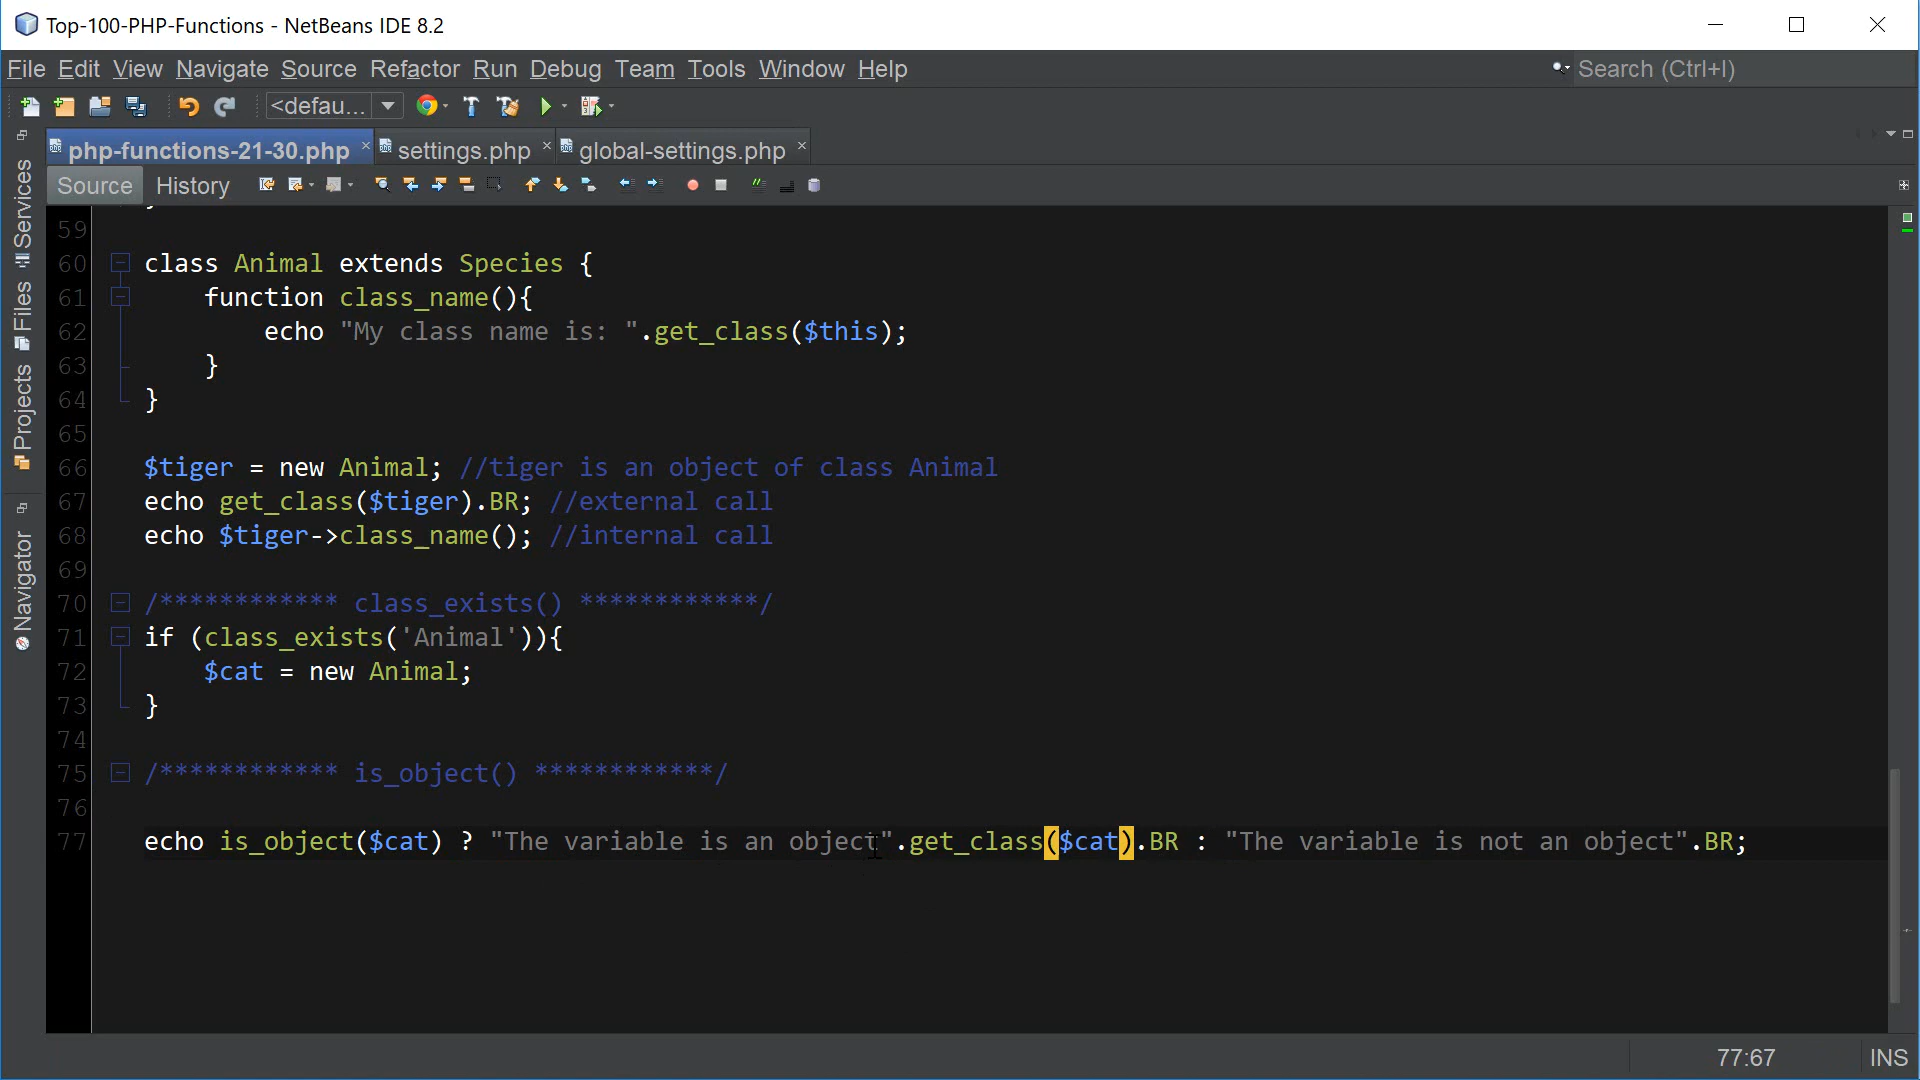 Top-100-PHP-Functions - NetBeans IDE 8.2
File Edit View Navigate Source Refactor Run Debug Team Tools Window Help
Search (Ctrl+I)
<defau...
php-functions-21-30.php
settings.php
global-settings.php
Source History
Services
Files
Projects
Navigator
59
60 class Animal extends Species {
61 function class_name(){
62 echo "My class name is: ".get_class($this);
63 }
64 }
65
66 $tiger = new Animal; //tiger is an object of class Animal
67 echo get_class($tiger).BR; //external call
68 echo $tiger->class_name(); //internal call
69
70 /************ class_exists() ************/
71 if (class_exists('Animal')){
72 $cat = new Animal;
73 }
74
75 /************ is_object() ************/
76
77 echo is_object($cat) ? "The variable is an object".get_class($cat).BR : "The variable is not an object".BR;
77:67 INS